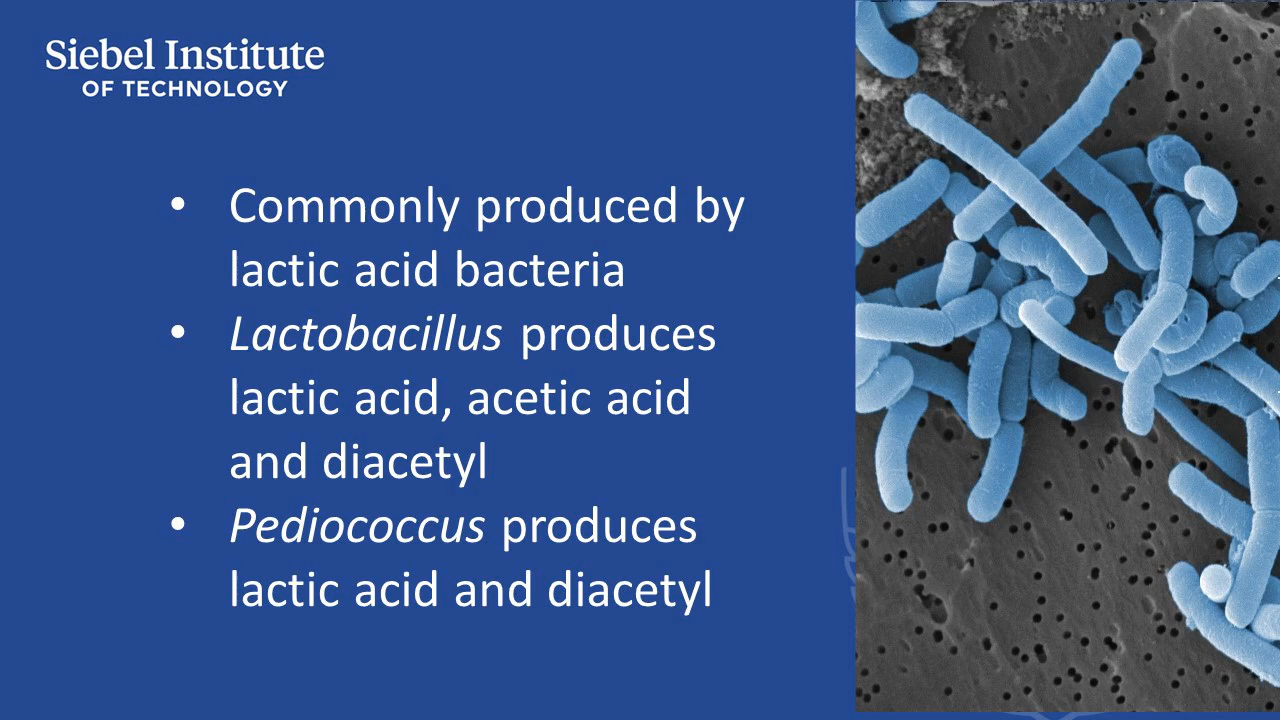 Siebel Institute
OF TECHNOLOGY
• Commonly produced by
lactic acid bacteria
• Lactobacillus produces
lactic acid, acetic acid
and diacetyl
• Pediococcus produces
lactic acid and diacetyl